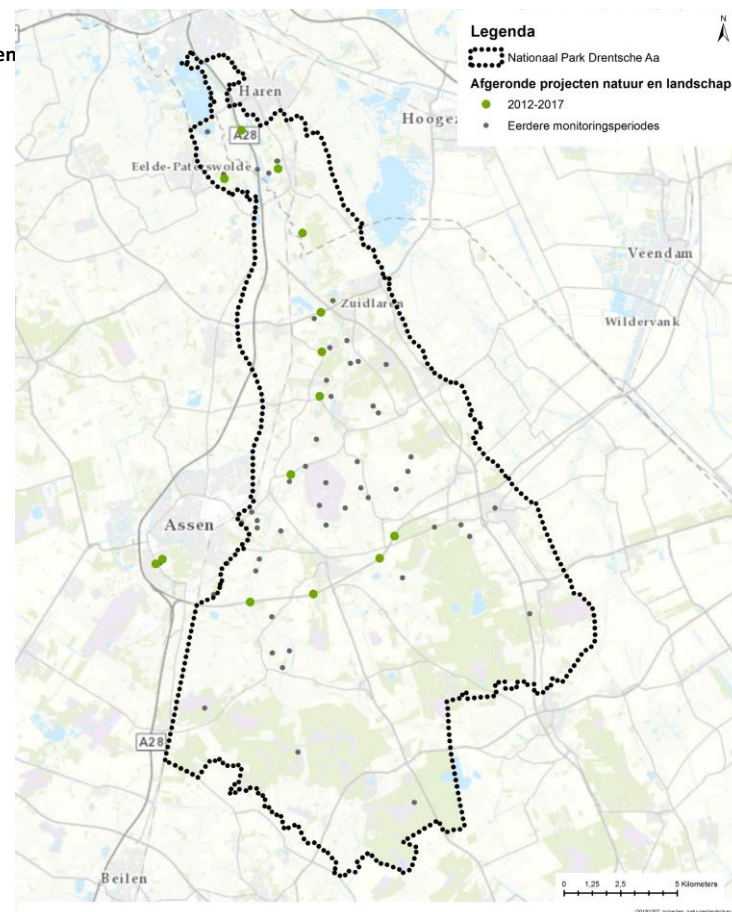 en
Legenda
Nationaal Park Drentsche Aa
Afgeronde projecten natuur en landschap
2012-2017
Eerdere monitoringsperiodes
N
Haren
A28
Hoogez
Eelde-Paterswolde
Veendam
Zuidlaren
Wildervank
Assen
A28
Beilen
0 1,25 2,5 5 Kilometers